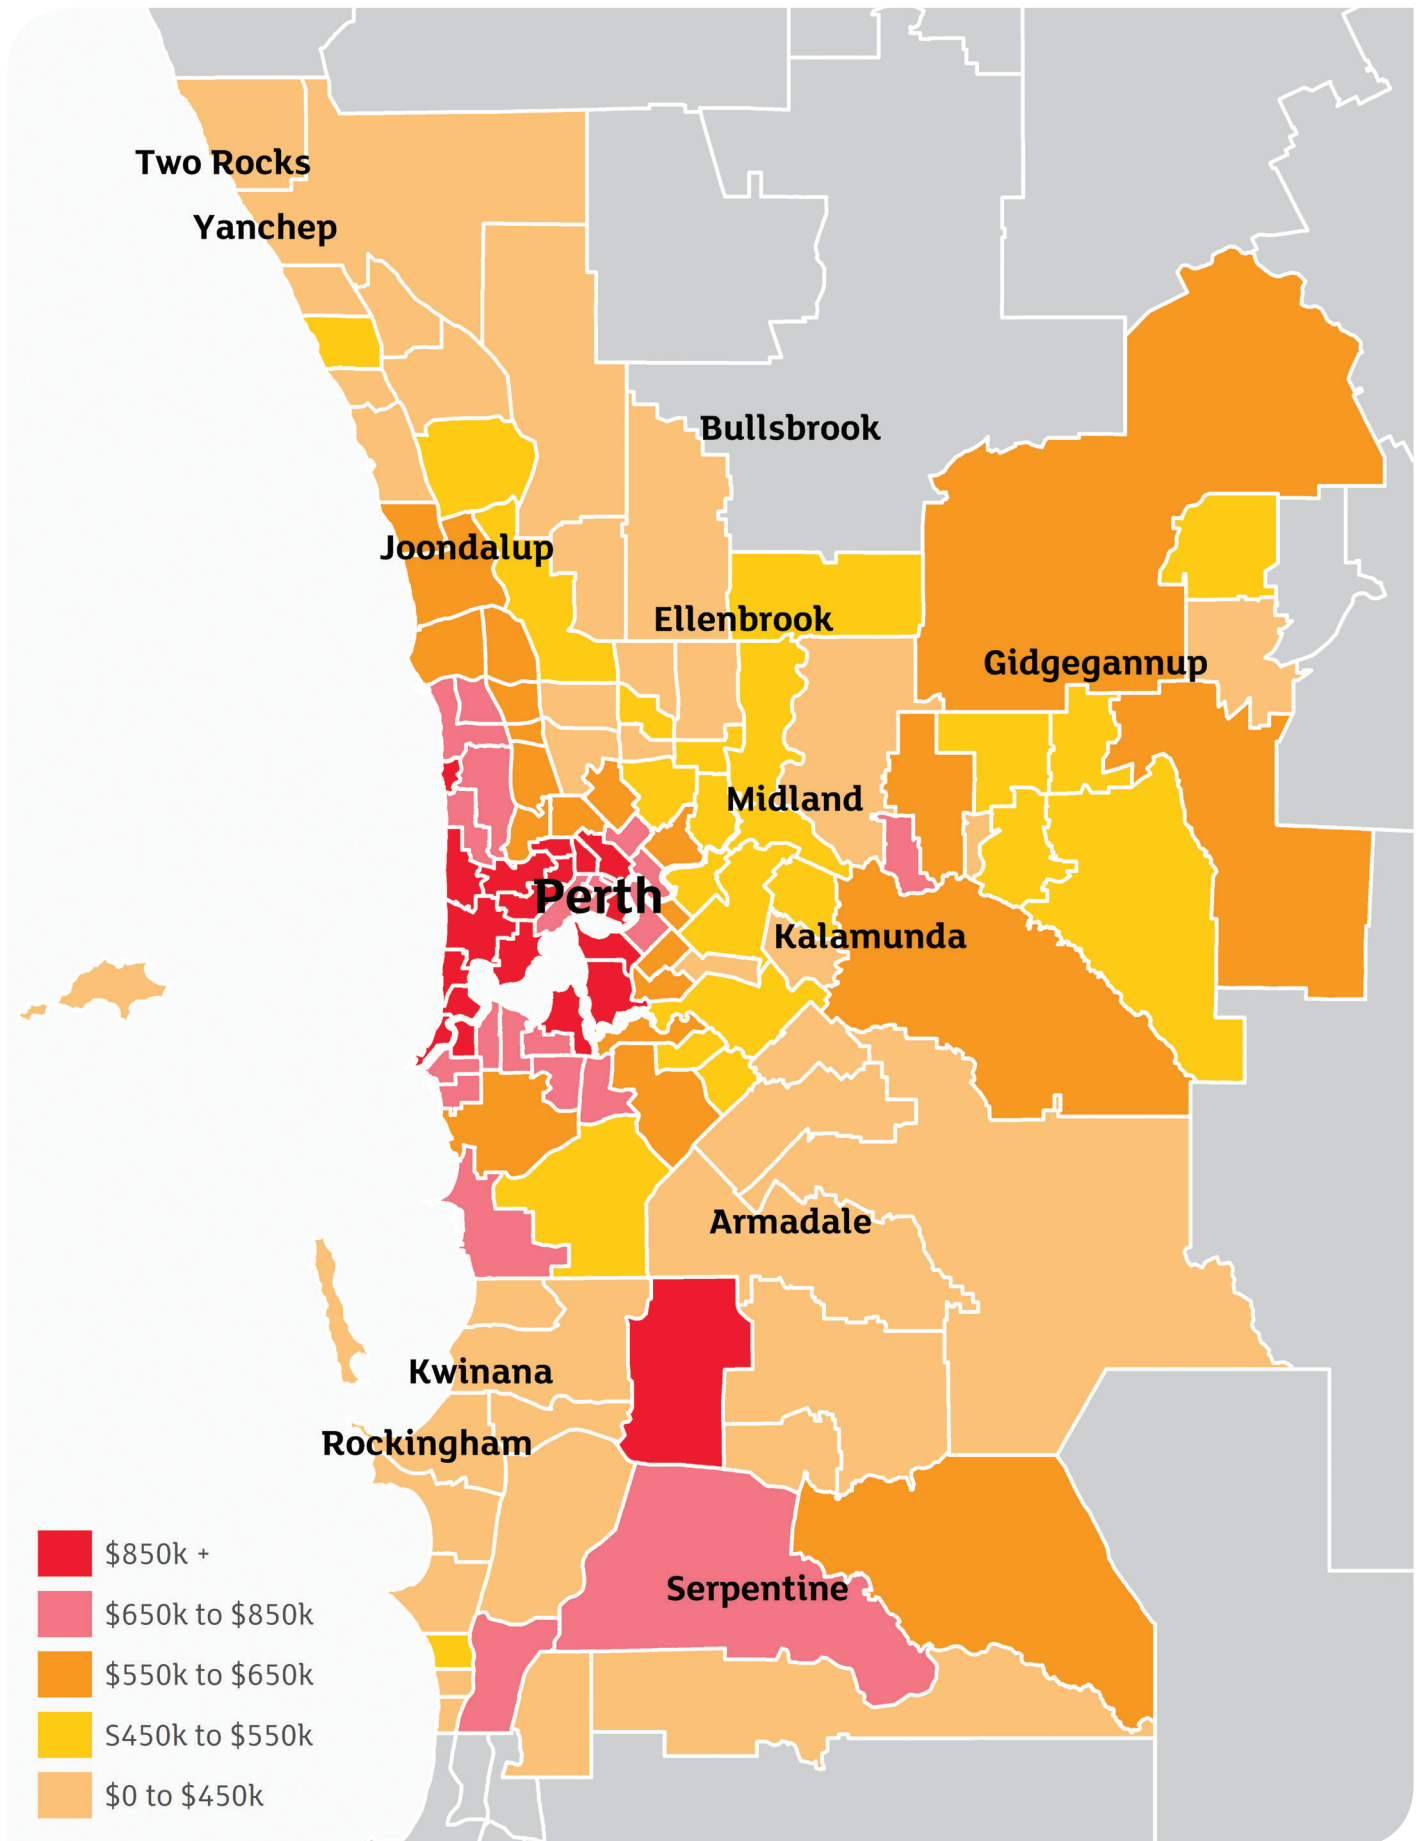 Two Rocks
Yanchep
Bullsbrook
Joondalup
Ellenbrook
Gidgegannup
Midland
Perth
Kalamunda
Armadale
Kwinana
Rockingham
Serpentine
$850k +
$650k to $850k
$550k to $650k
S450k to $550k
$0 to $450k